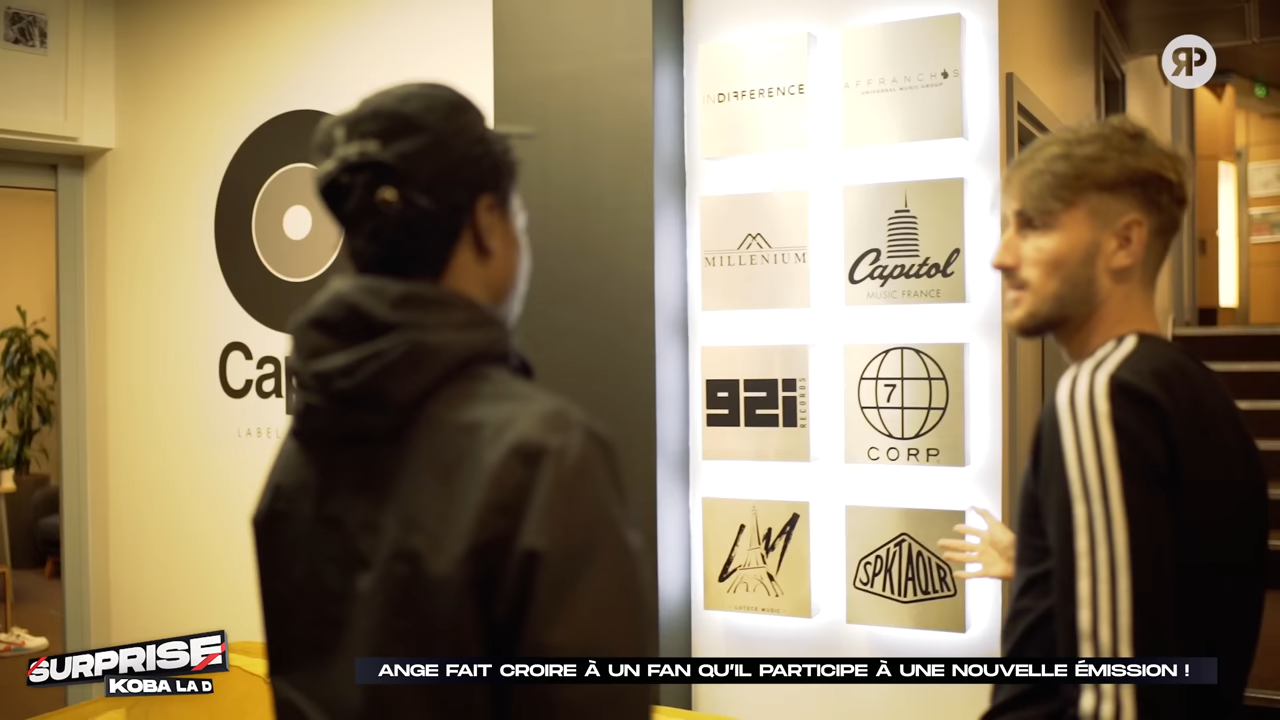 RP
INDIFFERENCE
AFFRANCHIS
UNIVERSAL MUSIC GROUP
MILLENIUM
Capitol
MUSIC FRANCE
92i
RECORDS
7
CORP
LM
LUTECE MUSIC
SPKTAQLR
Cap
LABEL
SURPRISE
KOBA LA D
ANGE FAIT CROIRE À UN FAN QU'IL PARTICIPE À UNE NOUVELLE ÉMISSION !